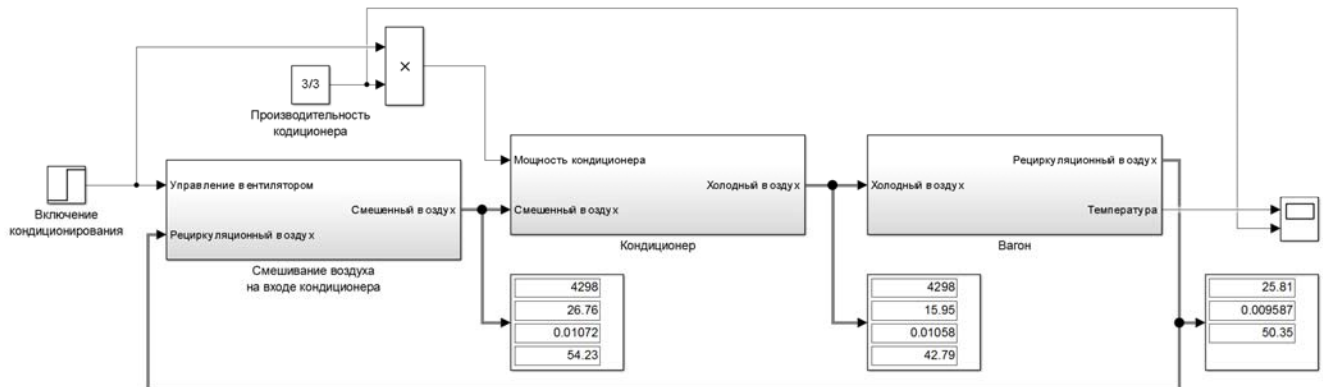 3/3
×
Производительность
кодиционера
Мощность кондиционера
Рециркуляционный воздух
Управление вентилятором
Холодный воздух
Холодный воздух
Включение
кондиционирования
Смешенный воздух
Смешенный воздух
Температура
Рециркуляционный воздух
Кондиционер
Вагон
Смешивание воздуха
на входе кондиционера
4298
26.76
0.01072
54.23
4298
15.95
0.01058
42.79
25.81
0.009587
50.35